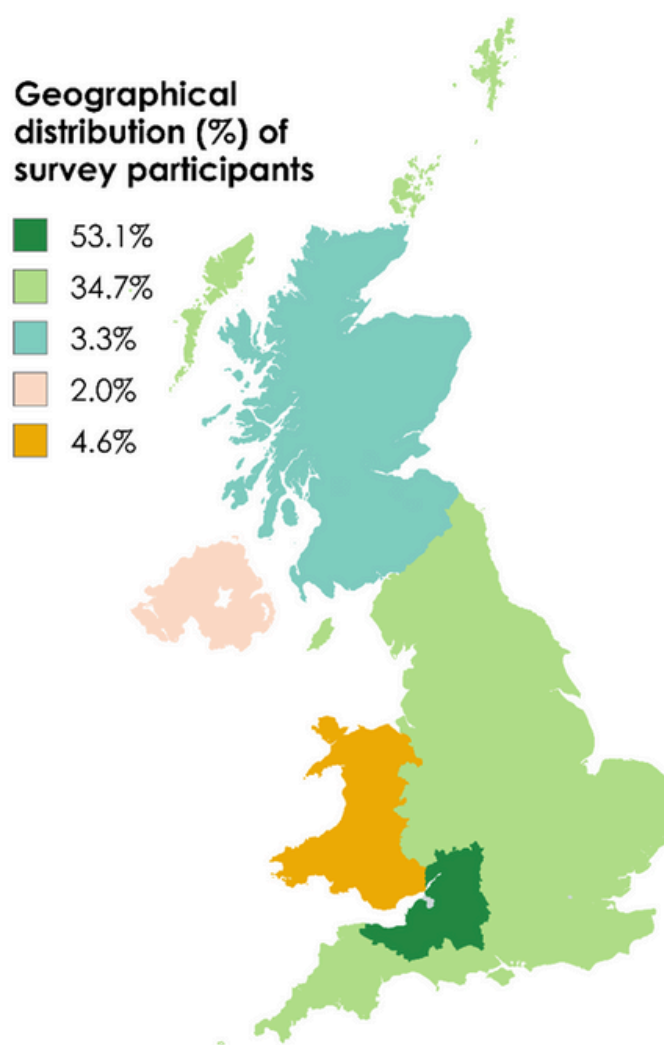 Geographical
distribution (%) of
survey participants
53.1%
34.7%
3.3%
2.0%
4.6%